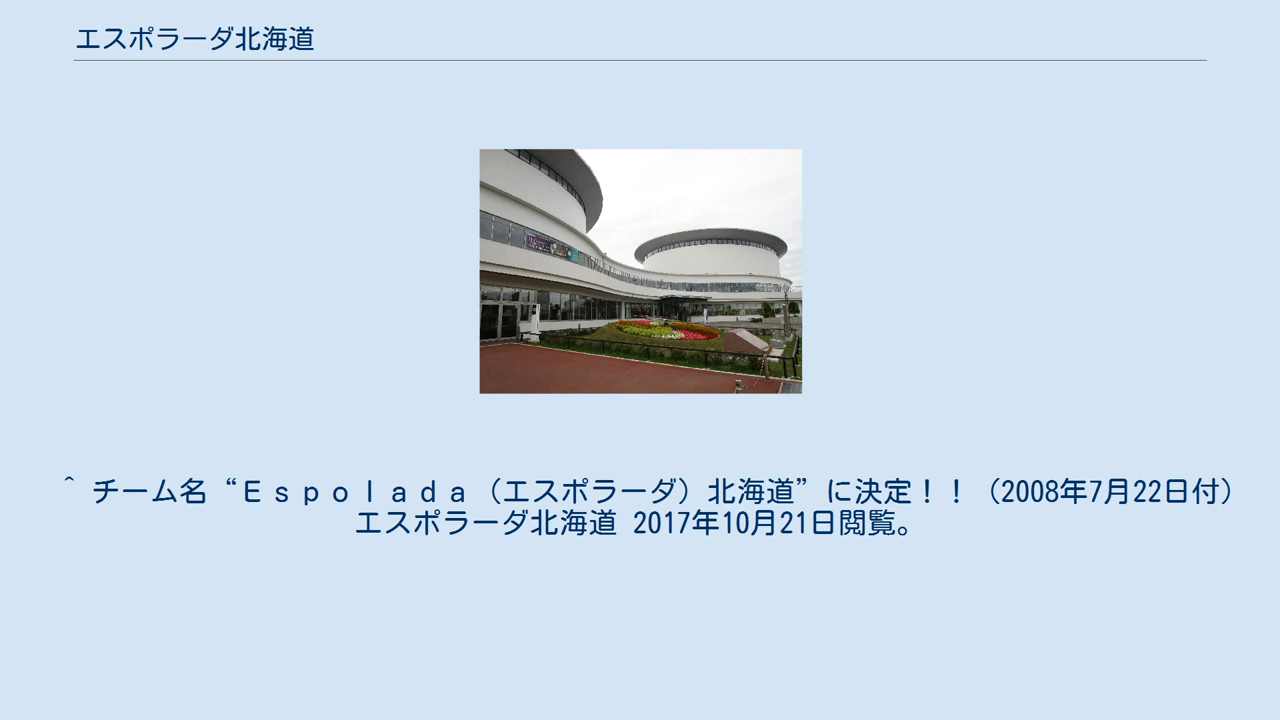 エスポラーダ北海道
^ チーム名“Ｅｓｐｏｌａｄａ（エスポラーダ）北海道”に決定！！（2008年7月22日付）
エスポラーダ北海道 2017年10月21日閲覧。